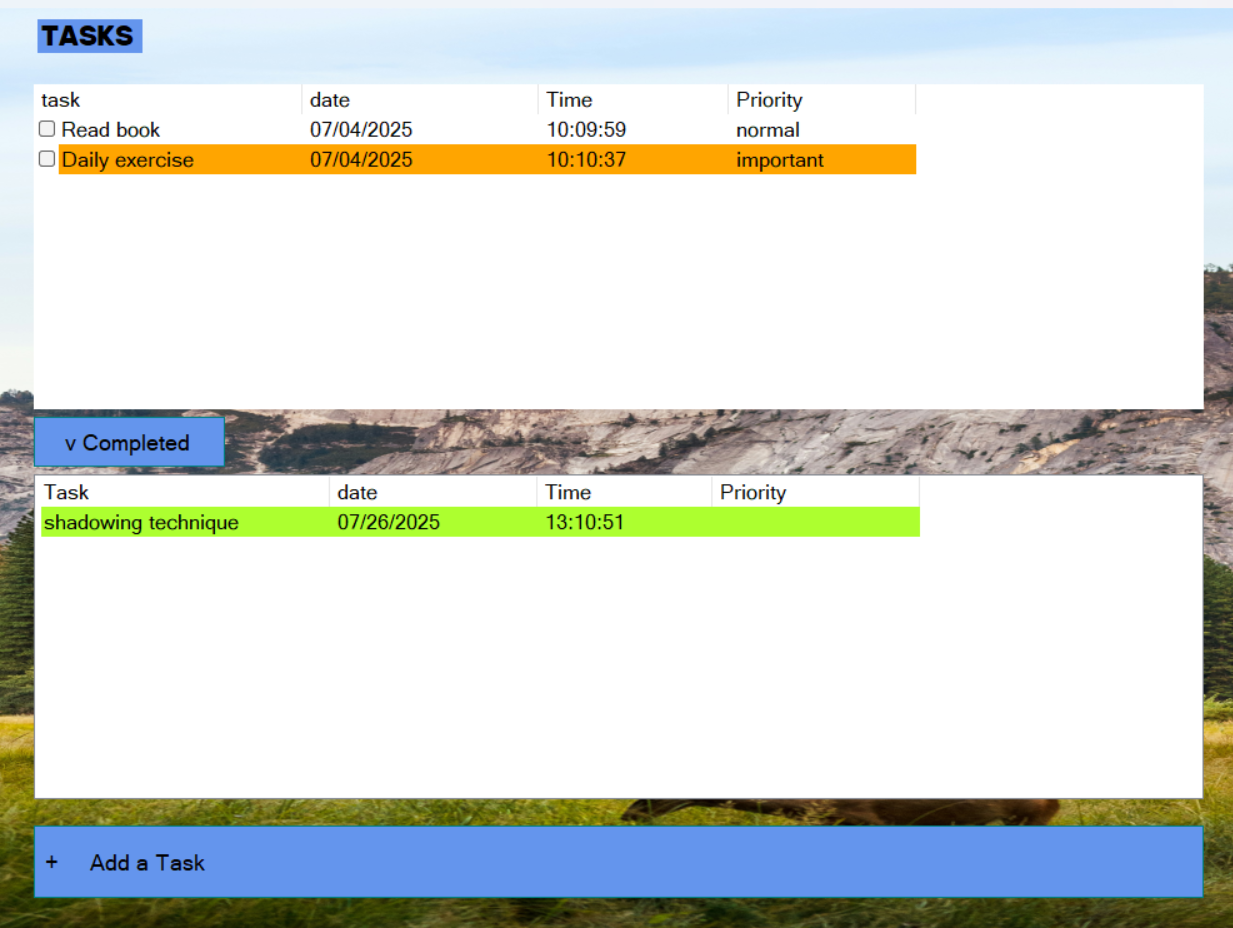 TASKS
task date Time Priority
Read book 07/04/2025 10:09:59 normal
Daily exercise 07/04/2025 10:10:37 important
v Completed
Task date Time Priority
shadowing technique 07/26/2025 13:10:51
+ Add a Task